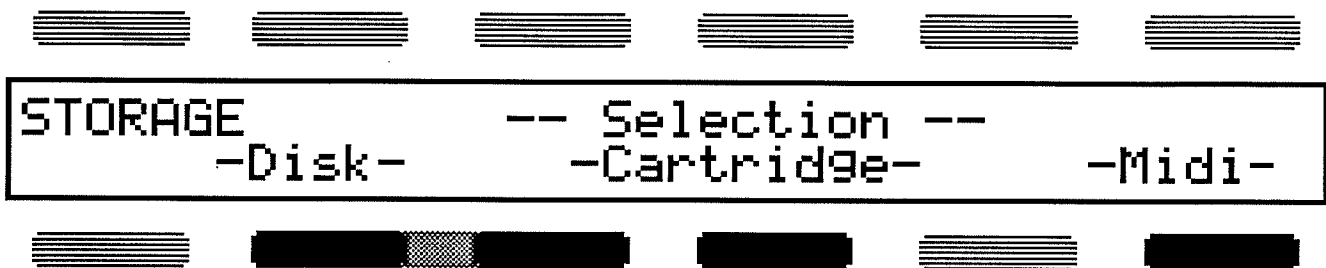 STORAGE -- Selection --
-Disk- -Cartridge- -Midi-